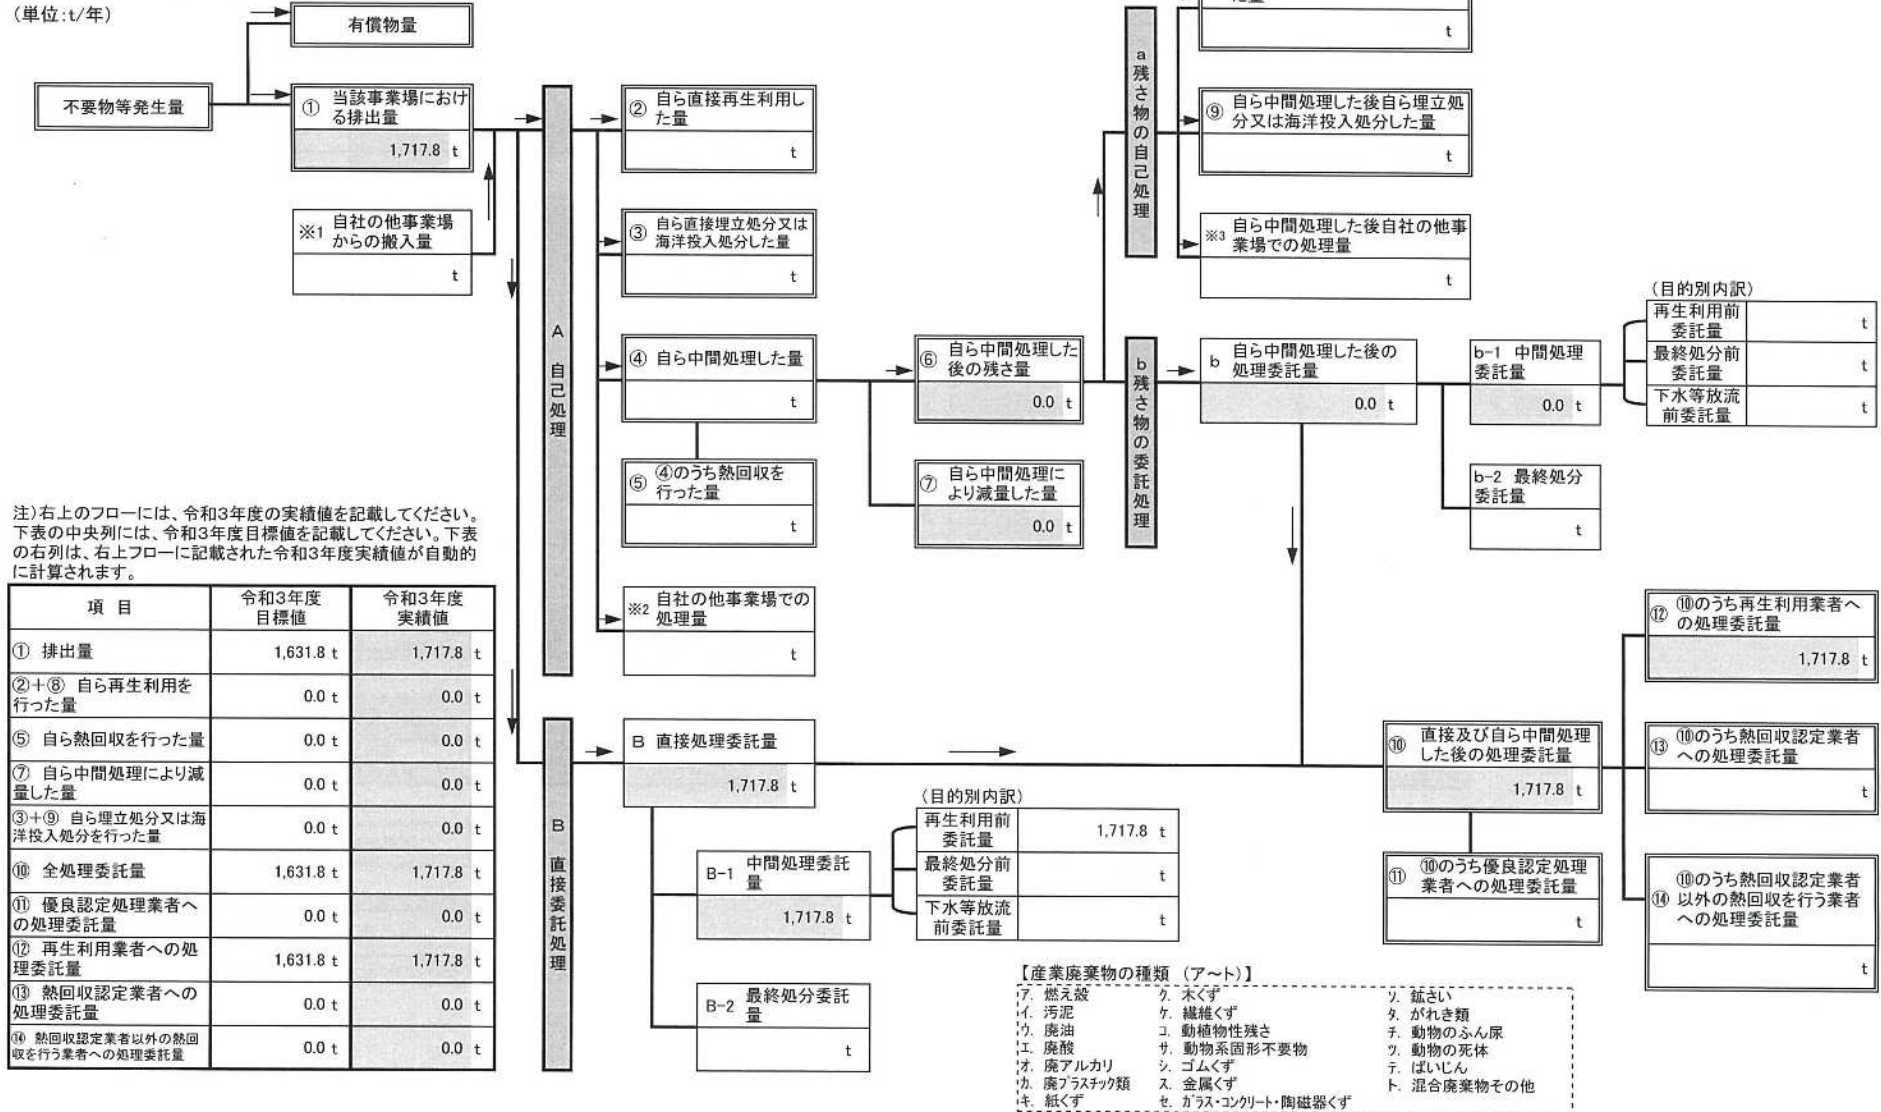 (単位:t/年)
有償物量
不要物等発生量
① 当該事業場におけ
る排出量
1,717.8 t
※1 自社の他事業場
からの搬入量
t
A 自己処理
② 自ら直接再生利用し
た量
t
③ 自ら直接埋立処分又は
海洋投入処分した量
t
④ 自ら中間処理した量
t
⑤ ④のうち熱回収を
行った量
t
※2 自社の他事業場での
処理量
t
⑥ 自ら中間処理した
後の残さ量
0.0 t
⑦ 自ら中間処理に
より減量した量
0.0 t
a 残さ物の自己処理
t
⑨ 自ら中間処理した後自ら埋立処
分又は海洋投入処分した量
t
※3 自ら中間処理した後自社の他事
業場での処理量
t
b 残さ物の委託処理
b 自ら中間処理した後の
処理委託量
0.0 t
b-1 中間処理
委託量
0.0 t
(目的別内訳)
再生利用前
委託量
t
最終処分前
委託量
t
下水等放流
前委託量
t
b-2 最終処分
委託量
t
注)右上のフローには、令和3年度の実績値を記載してください。
下表の中央列には、令和3年度目標値を記載してください。下表
の右列は、右上フローに記載された令和3年度実績値が自動的
に計算されます。
項 目
令和3年度
目標値
令和3年度
実績値
① 排出量
1,631.8 t
1,717.8 t
②+⑧ 自ら再生利用を
行った量
0.0 t
0.0 t
⑤ 自ら熱回収を行った量
0.0 t
0.0 t
⑦ 自ら中間処理により減
量した量
0.0 t
0.0 t
③+⑨ 自ら埋立処分又は海
洋投入処分を行った量
0.0 t
0.0 t
⑩ 全処理委託量
1,631.8 t
1,717.8 t
⑪ 優良認定処理業者へ
の処理委託量
0.0 t
0.0 t
⑫ 再生利用業者への処
理委託量
1,631.8 t
1,717.8 t
⑬ 熱回収認定業者への
処理委託量
0.0 t
0.0 t
⑭ 熱回収認定業者以外の熱回
収を行う業者への処理委託量
0.0 t
0.0 t
B 直接委託処理
B 直接処理委託量
1,717.8 t
B-1 中間処理委託
量
1,717.8 t
(目的別内訳)
再生利用前
委託量
1,717.8 t
最終処分前
委託量
t
下水等放流
前委託量
t
B-2 最終処分委託
量
t
⑩ 直接及び自ら中間処理
した後の処理委託量
1,717.8 t
⑪ ⑩のうち優良認定処理
業者への処理委託量
t
⑫ ⑩のうち再生利用業者へ
の処理委託量
1,717.8 t
⑬ ⑩のうち熱回収認定業者
への処理委託量
t
⑭ ⑩のうち熱回収認定業者
以外の熱回収を行う業者
への処理委託量
t
【産業廃棄物の種類 (ア~ト)】
ア. 燃え殻
イ. 汚泥
ウ. 廃油
エ. 廃酸
オ. 廃アルカリ
カ. 廃プラスチック類
キ. 紙くず
ク. 木くず
ケ. 繊維くず
コ. 動植物性残さ
サ. 動物系固形不要物
シ. ゴムくず
ス. 金属くず
セ. ガラス・コンクリート・陶磁器くず
ソ. 鉱さい
タ. がれき類
チ. 動物のふん尿
ツ. 動物の死体
テ. ばいじん
ト. 混合廃棄物その他